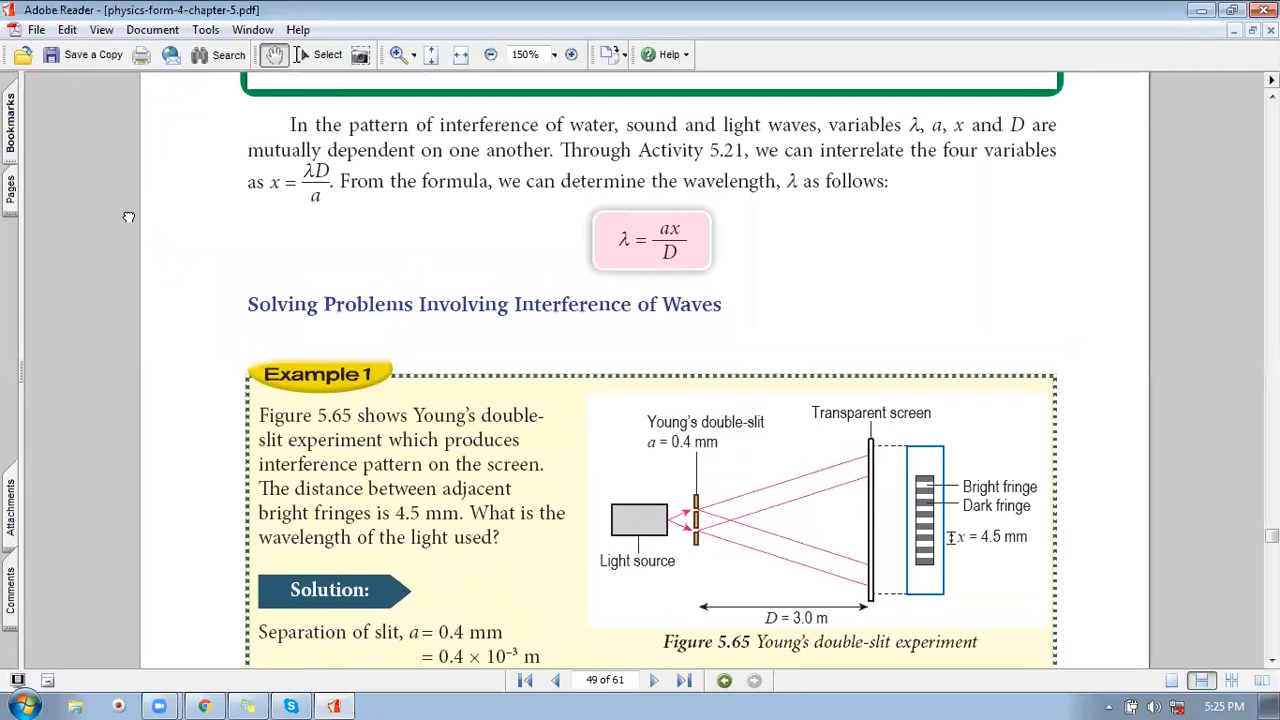 Adobe Reader - [physics-form-4-chapter-5.pdf]
File Edit View Document Tools Window Help
Save a Copy Search Select 150% Help
Bookmarks
Pages
Attachments
Comments
In the pattern of interference of water, sound and light waves, variables λ, a, x and D are
mutually dependent on one another. Through Activity 5.21, we can interrelate the four variables
as x = λD/a. From the formula, we can determine the wavelength, λ as follows:
λ = ax/D
Solving Problems Involving Interference of Waves
Example 1
Figure 5.65 shows Young's double-
slit experiment which produces
interference pattern on the screen.
The distance between adjacent
bright fringes is 4.5 mm. What is the
wavelength of the light used?
Solution:
Separation of slit, a = 0.4 mm
= 0.4 × 10⁻³ m
Young's double-slit
a = 0.4 mm
Transparent screen
Bright fringe
Dark fringe
x = 4.5 mm
Light source
D = 3.0 m
Figure 5.65 Young's double-slit experiment
49 of 61
5:25 PM